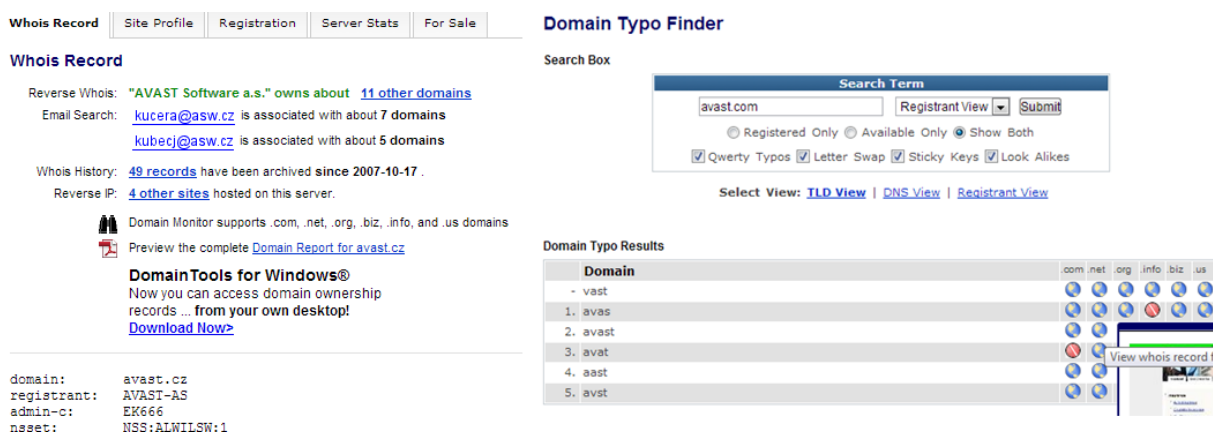 Whois Record
Site Profile
Registration
Server Stats
For Sale
Whois Record
Reverse Whois: "AVAST Software a.s." owns about 11 other domains
Email Search: kucera@asw.cz is associated with about 7 domains
kubecj@asw.cz is associated with about 5 domains
Whois History: 49 records have been archived since 2007-10-17 .
Reverse IP: 4 other sites hosted on this server.
Domain Monitor supports .com, .net, .org, .biz, .info, and .us domains
Preview the complete Domain Report for avast.cz
DomainTools for Windows®
Now you can access domain ownership
records ... from your own desktop!
Download Now>
domain: avast.cz
registrant: AVAST-AS
admin-c: EK666
nsset: NSS:ALWILSW:1
Domain Typo Finder
Search Box
Search Term
avast.com Registrant View Submit
Registered Only Available Only Show Both
Qwerty Typos Letter Swap Sticky Keys Look Alikes
Select View: TLD View | DNS View | Registrant View
Domain Typo Results
Domain .com .net .org .info .biz .us
- vast
1. avas
2. avast
3. avat
View whois record f
4. aast
5. avst